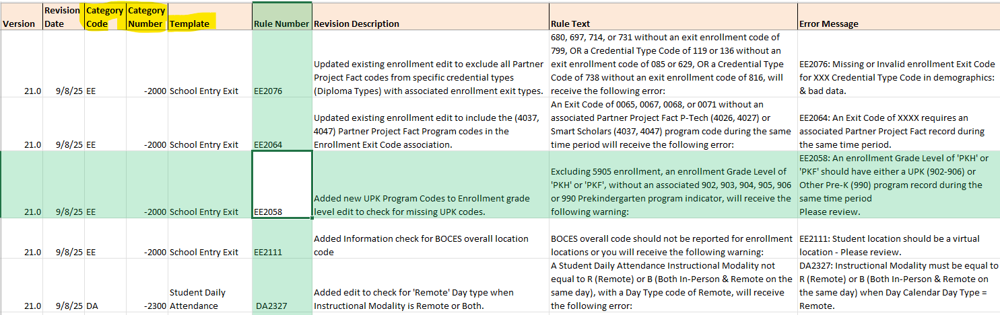 Version Revision Date Category Code Category Number Template Rule Number Revision Description Rule Text Error Message
21.0 9/8/25 EE -2000 School Entry Exit EE2076
Updated existing enrollment edit to exclude all Partner
Project Fact codes from specific credential types
(Diploma Types) with associated enrollment exit types.
680, 697, 714, or 731 without an exit enrollment code of
799, OR a Credential Type Code of 119 or 136 without an
exit enrollment code of 085 or 629, OR a Credential Type
Code of 738 without an exit enrollment code of 816, will
receive the following error:
EE2076: Missing or Invalid enrollment Exit Code
for XXX Credential Type Code in demographics:
& bad data.
21.0 9/8/25 EE -2000 School Entry Exit EE2064
Updated existing enrollment edit to include the (4037,
4047) Partner Project Fact Program codes in the
Enrollment Exit Code association.
An Exit Code of 0065, 0067, 0068, or 0071 without an
associated Partner Project Fact P-Tech (4026, 4027) or
Smart Scholars (4037, 4047) program code during the same
time period will receive the following error:
EE2064: An Exit Code of XXXX requires an
associated Partner Project Fact record during
the same time period.
21.0 9/8/25 EE -2000 School Entry Exit EE2058
Added new UPK Program Codes to Enrollment grade
level edit to check for missing UPK codes.
Excluding 5905 enrollment, an enrollment Grade Level of
'PKH' or 'PKF', without an associated 902, 903, 904, 905, 906
or 990 Prekindergarten program indicator, will receive the
following warning:
EE2058: An enrollment Grade Level of 'PKH' or
'PKF' should have either a UPK (902-906) or
Other Pre-K (990) program record during the
same time period
Please review.
21.0 9/8/25 EE -2000 School Entry Exit EE2111
Added Information check for BOCES overall location
code
BOCES overall code should not be reported for enrollment
locations or you will receive the following warning:
EE2111: Student location should be a virtual
location - Please review.
21.0 9/8/25 DA -2300 Student Daily Attendance DA2327
Added edit to check for 'Remote' Day type when
Instructional Modality is Remote or Both.
A Student Daily Attendance Instructional Modality not
equal to R (Remote) or B (Both In-Person & Remote on the
same day), with a Day Type code of Remote, will receive
the following error:
DA2327: Instructional Modality must be equal to
R (Remote) or B (Both In-Person & Remote on
the same day) when Day Calendar Day Type =
Remote.